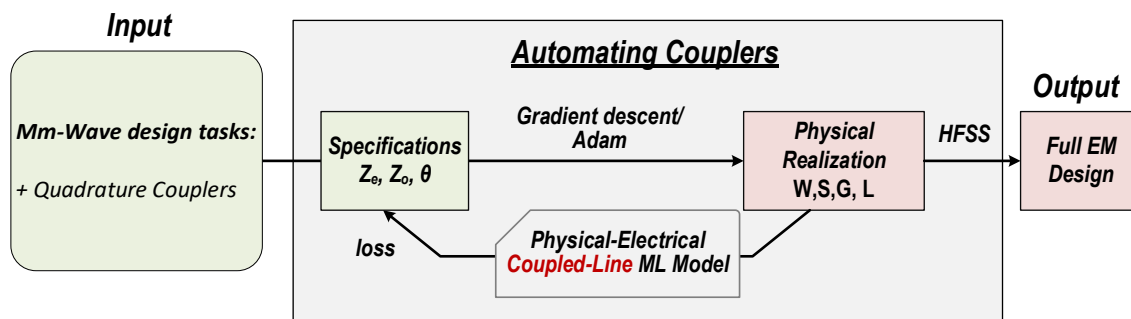 Input
Mm-Wave design tasks:
+ Quadrature Couplers
Automating Couplers
Specifications
Zₑ, Zₒ, θ
Gradient descent/
Adam
Physical
Realization
W,S,G, L
HFSS
Output
Full EM
Design
loss
Physical-Electrical
Coupled-Line ML Model